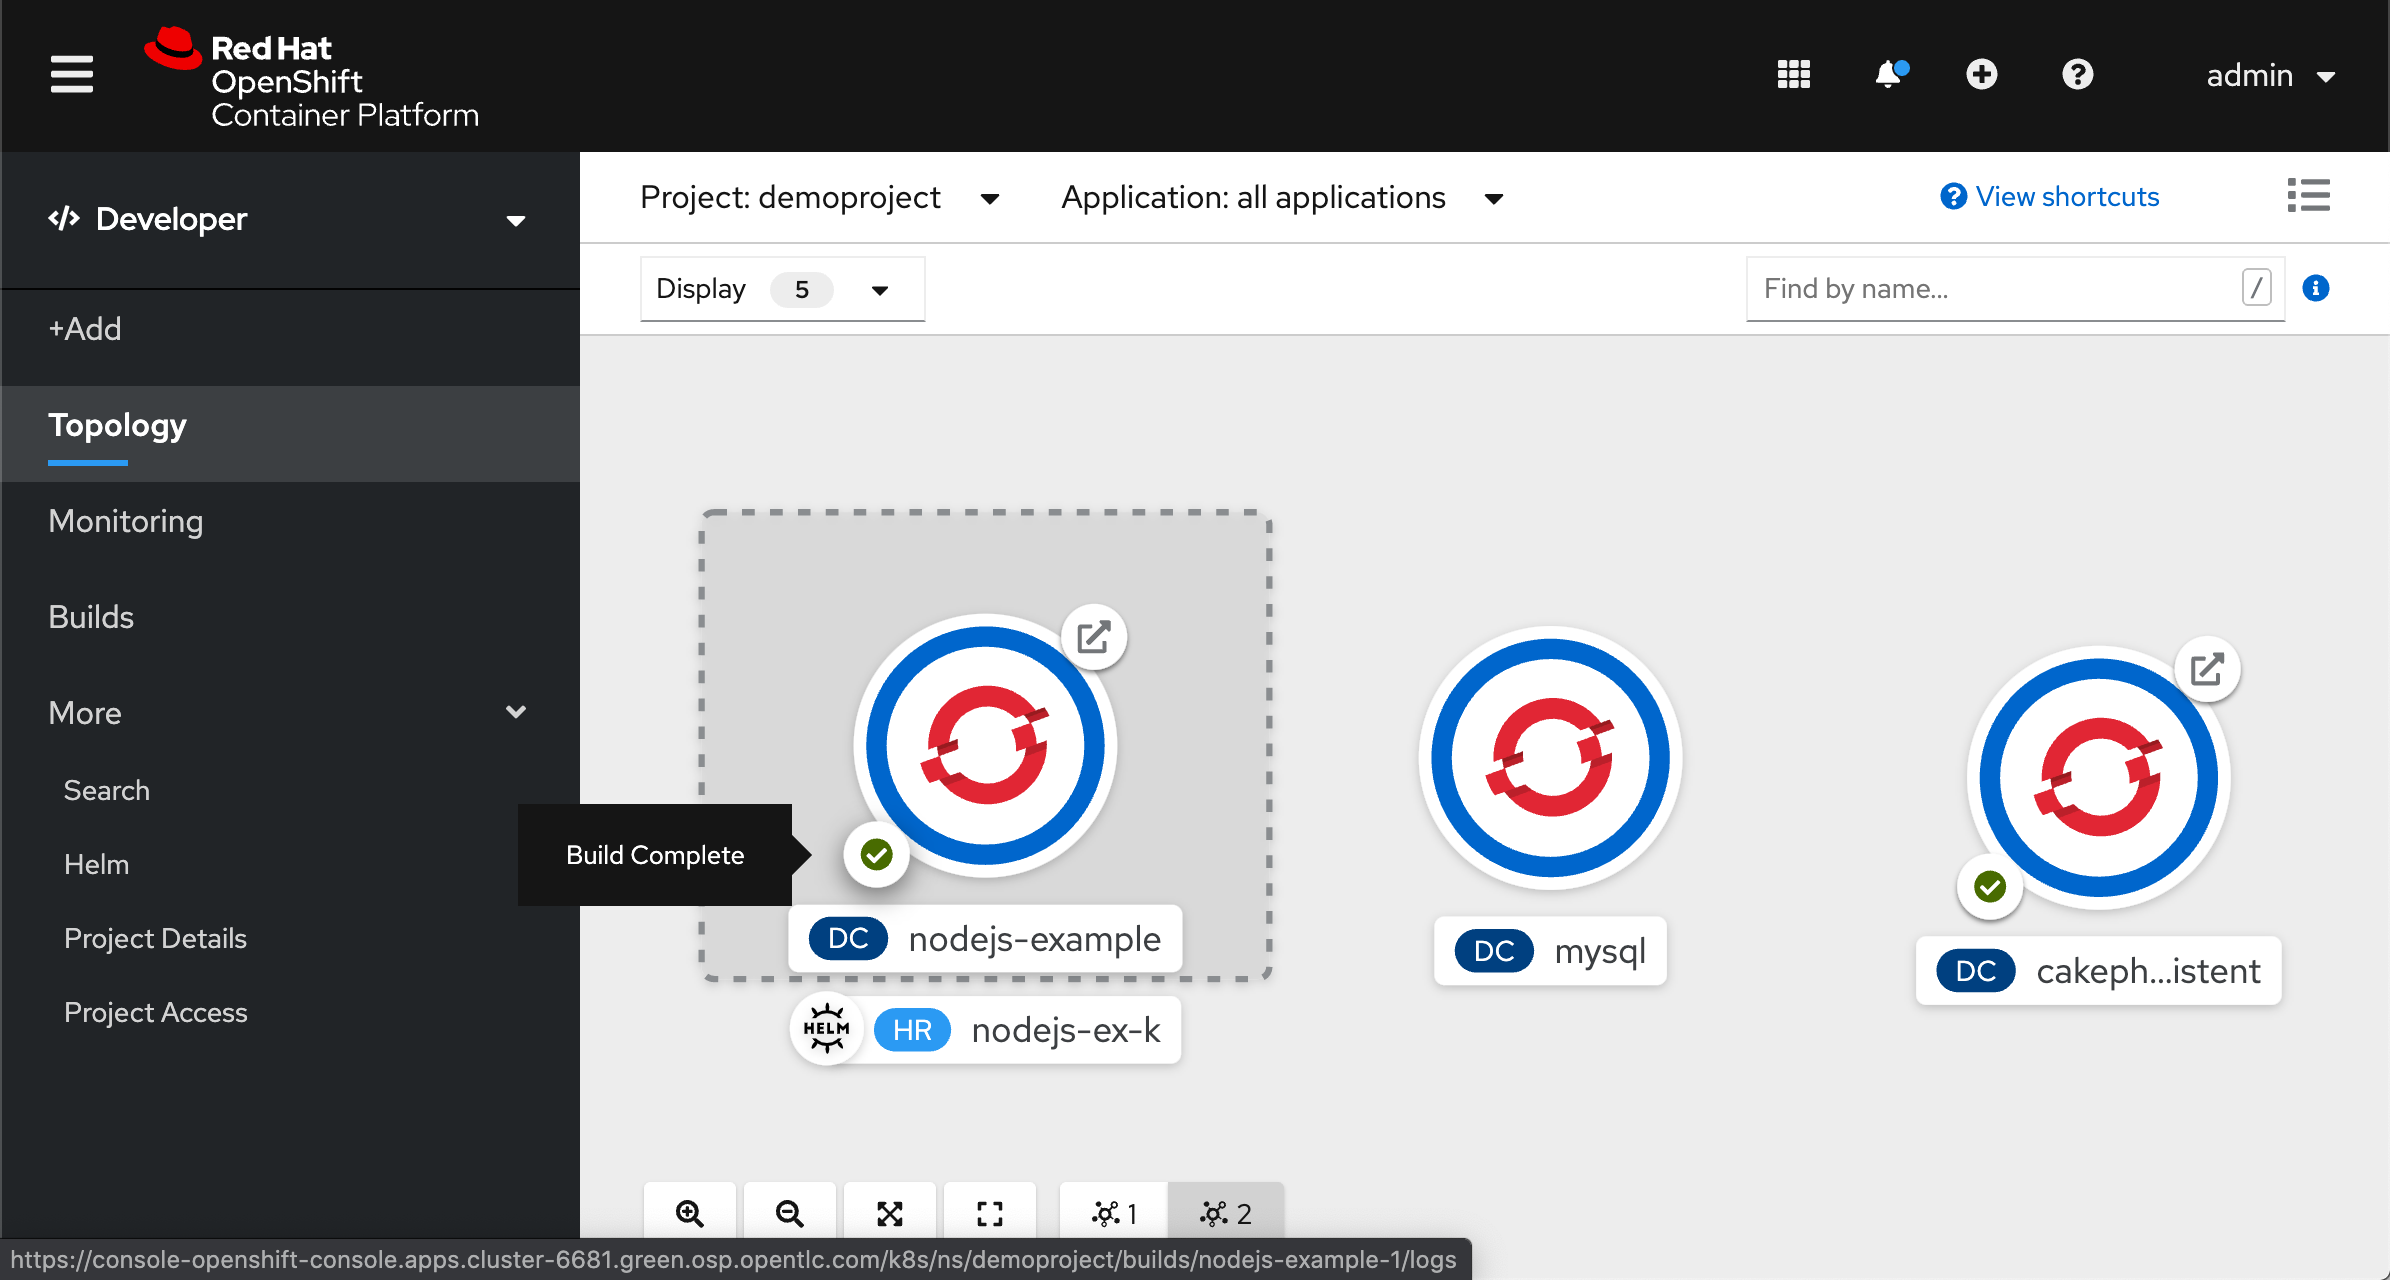 Red Hat
OpenShift
Container Platform
admin
Developer
Project: demoproject
Application: all applications
View shortcuts
Display 5
Find by name...
/
+Add
Topology
Monitoring
Builds
More
Search
Helm
Project Details
Project Access
Build Complete
DC nodejs-example
HELM HR nodejs-ex-k
DC mysql
DC cakeph...istent
1
2
https://console-openshift-console.apps.cluster-6681.green.osp.opentlc.com/k8s/ns/demoproject/builds/nodejs-example-1/logs